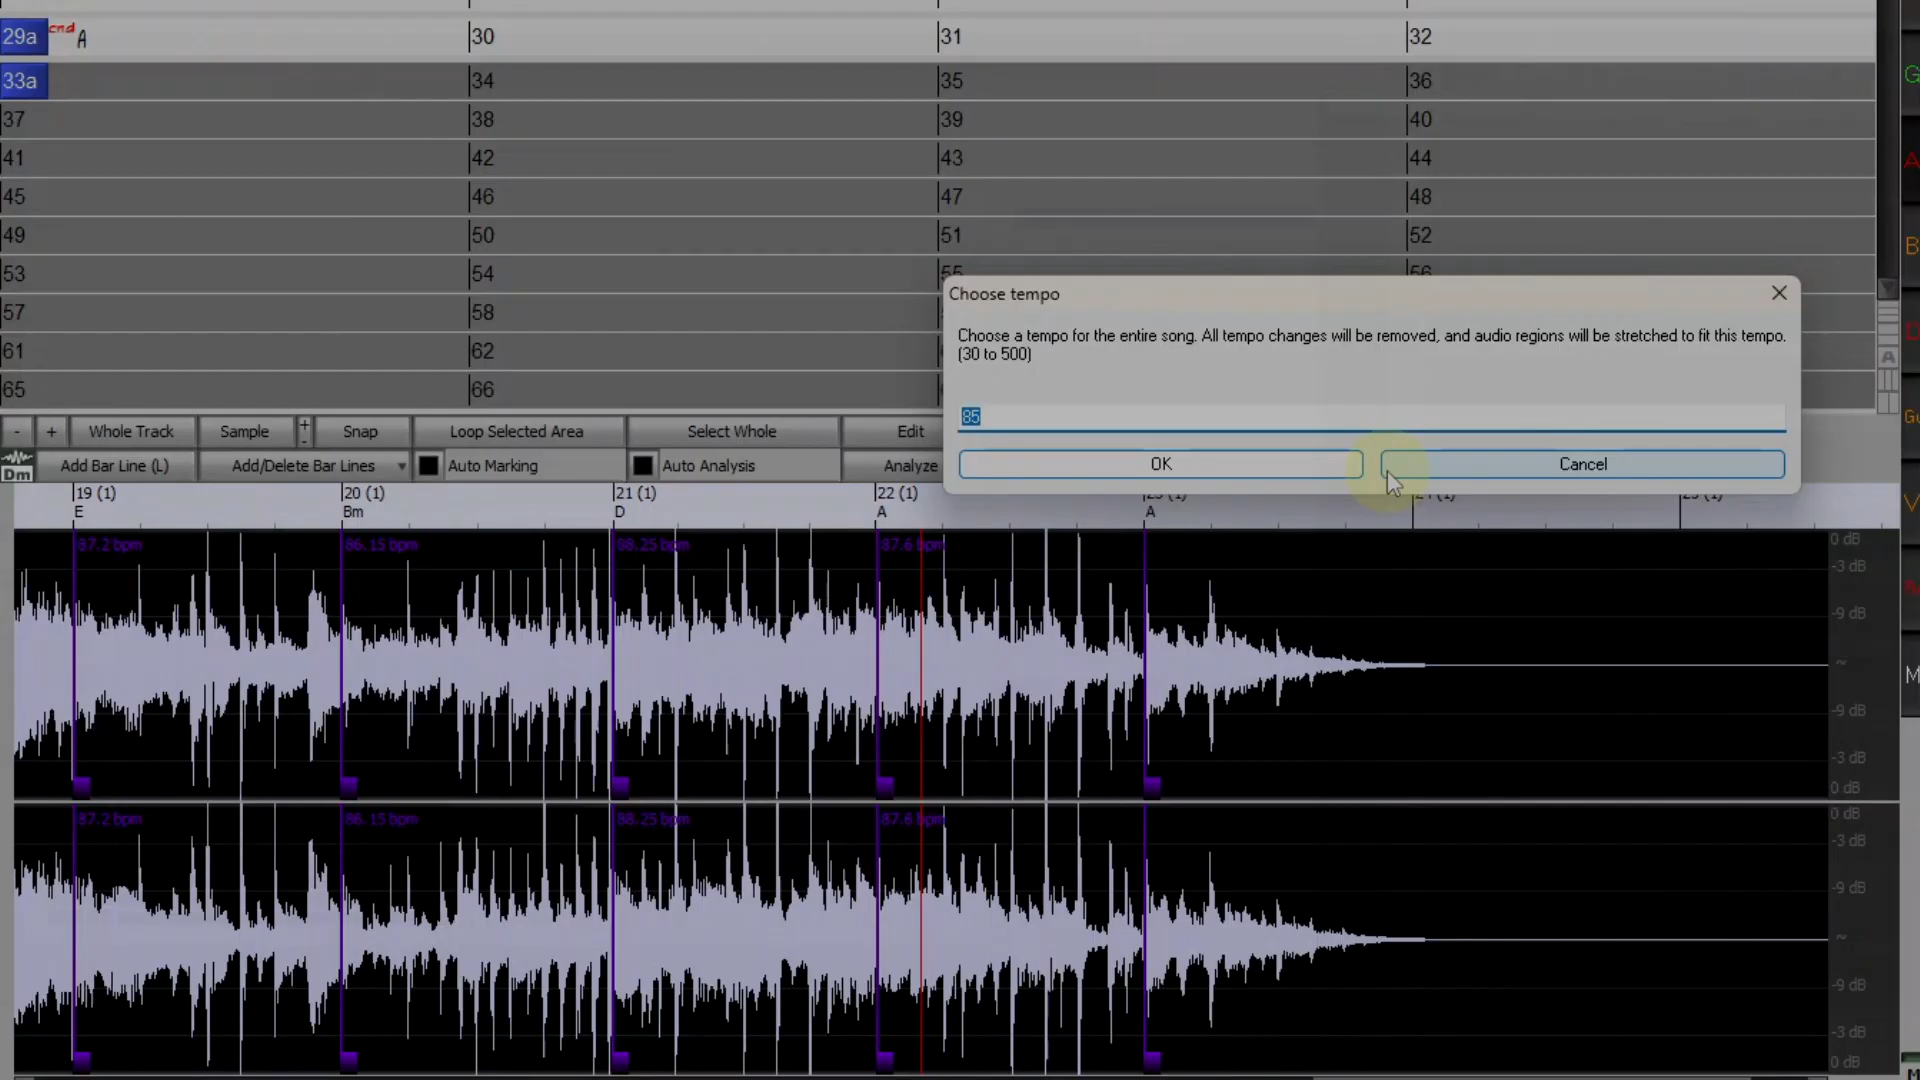 29a end A 30 31 32
33a 34 35 36
37 38 39 40
41 42 43 44
45 46 47 48
49 50 51 52
53 54 55 56
57 58
61 62
65 66
Choose tempo
Choose a tempo for the entire song. All tempo changes will be removed, and audio regions will be stretched to fit this tempo.
(30 to 500)
85
OK Cancel
- + Whole Track Sample + - Snap Loop Selected Area Select Whole Edit
Dm Add Bar Line (L) Add/Delete Bar Lines Auto Marking Auto Analysis Analyze
19 (1) 20 (1) 21 (1) 22 (1)
E Bm D A A
87.2 bpm 86.15 bpm 88.25 bpm 87.6 bpm
0 dB
-3 dB
-9 dB
-9 dB
-3 dB
0 dB
87.2 bpm 86.15 bpm 88.25 bpm 87.6 bpm
0 dB
-3 dB
-9 dB
-9 dB
-3 dB
0 dB
A